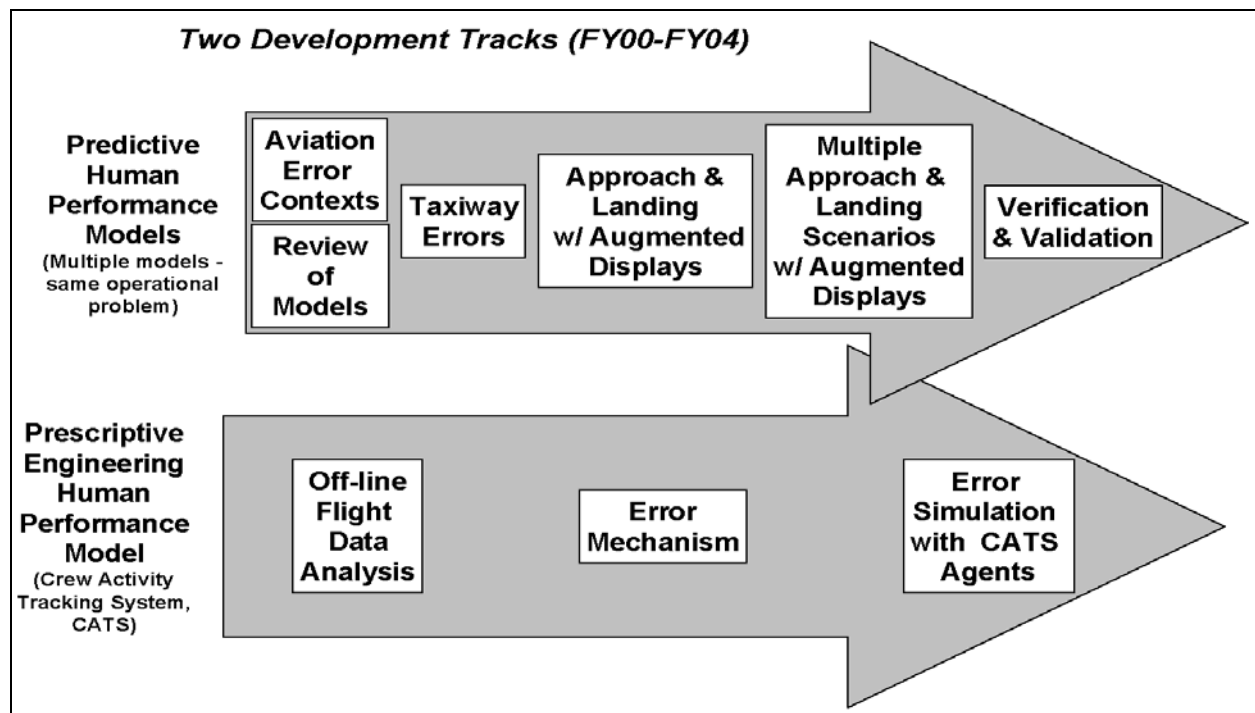 Two Development Tracks (FY00-FY04)
Predictive
Human
Performance
Models
(Multiple models -
same operational
problem)
Aviation
Error
Contexts
Review
of
Models
Taxiway
Errors
Approach &
Landing
w/ Augmented
Displays
Multiple
Approach &
Landing
Scenarios
w/ Augmented
Displays
Verification
& Validation
Prescriptive
Engineering
Human
Performance
Model
(Crew Activity
Tracking System,
CATS)
Off-line
Flight
Data
Analysis
Error
Mechanism
Error
Simulation
with CATS
Agents